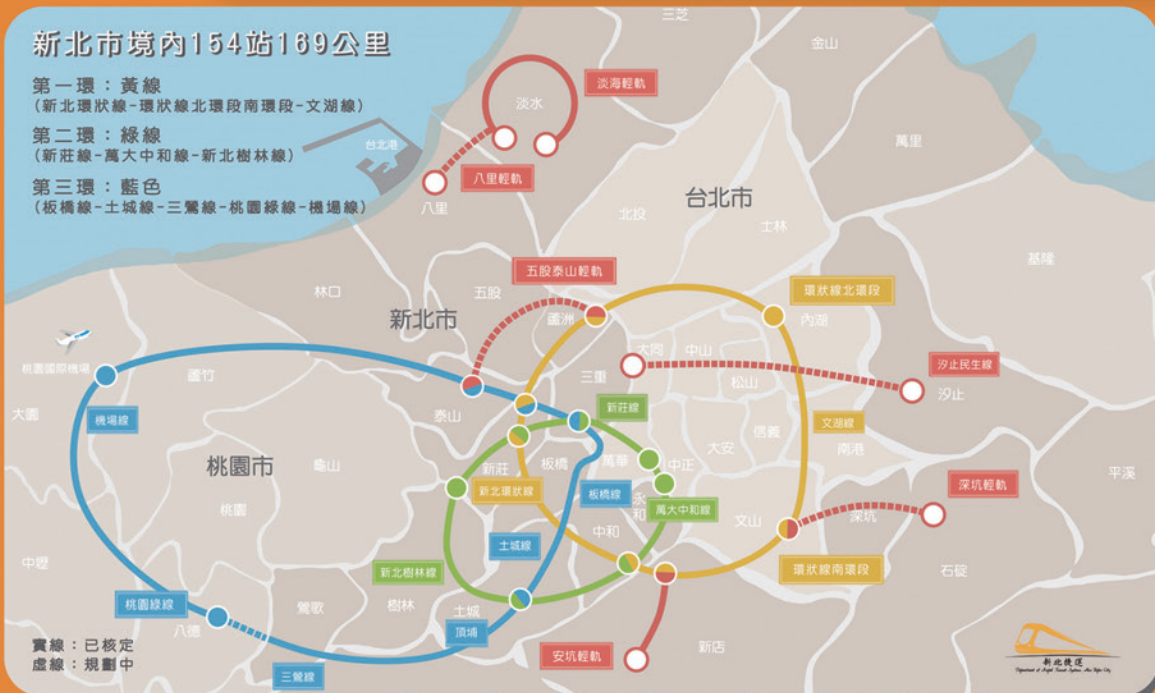 新北市境內154站169公里
第一環：黃線
(新北環狀線-環狀線北環段南環段-文湖線)
第二環：綠線
(新莊線-萬大中和線-新北樹林線)
第三環：藍色
(板橋線-土城線-三鶯線-桃園綠線-機場線)
三芝
金山
淡海輕軌
淡水
萬里
台北港
八里輕軌
八里
台北市
北投
士林
基隆
五股泰山輕軌
林口
五股
環狀線北環段
新北市
蘆洲
內湖
大同
中山
桃園國際機場
蘆竹
三重
汐止民生線
松山
汐止
大園
機場線
泰山
新莊線
文湖線
信義
大安
南港
桃園市
龜山
新莊
板橋
萬華
中正
平溪
新北環狀線
板橋線
深坑輕軌
桃園
永和
萬大中和線
文山
深坑
中和
土城線
中壢
新北樹林線
環狀線南環段
石碇
桃園綠線
鶯歌
樹林
土城
八德
頂埔
實線：已核定
虛線：規劃中
三鶯線
安坑輕軌
新店
新北捷運
Department of Rapid Transit Systems, New Taipei City